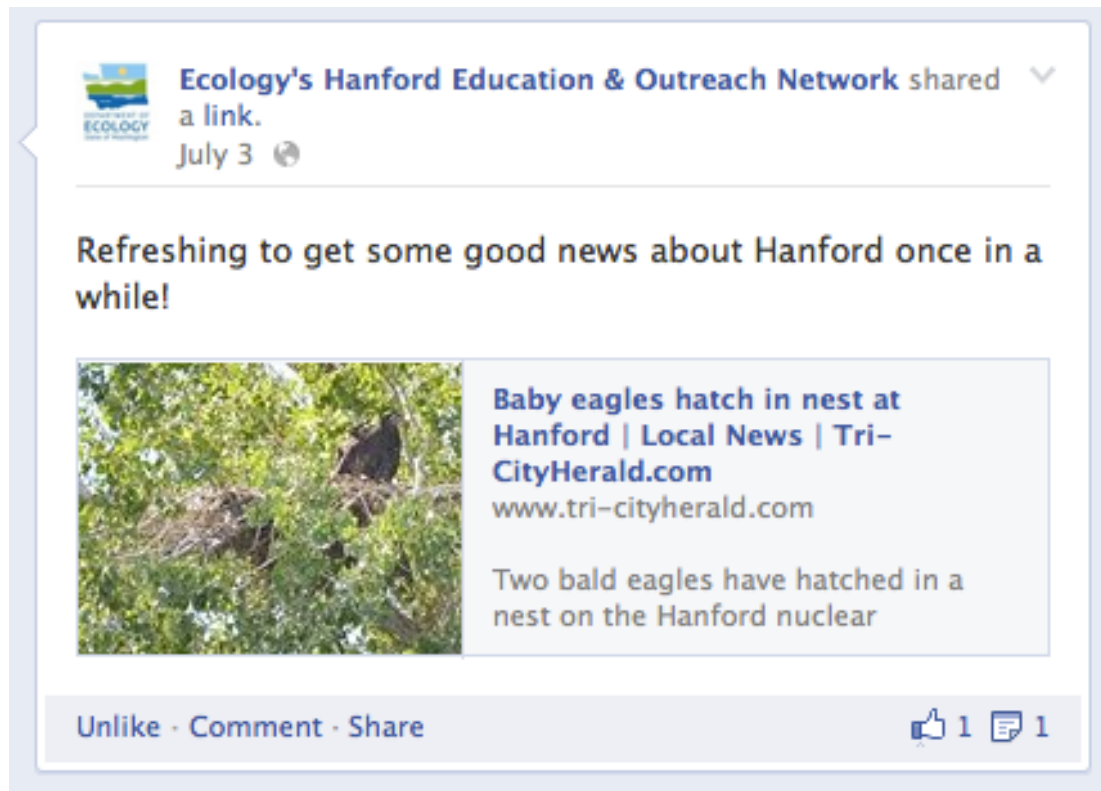 Ecology's Hanford Education & Outreach Network shared
a link.
July 3
ECOLOGY
Refreshing to get some good news about Hanford once in a
while!
Baby eagles hatch in nest at
Hanford | Local News | Tri-
CityHerald.com
www.tri-cityherald.com
Two bald eagles have hatched in a
nest on the Hanford nuclear
Unlike · Comment · Share
1 1